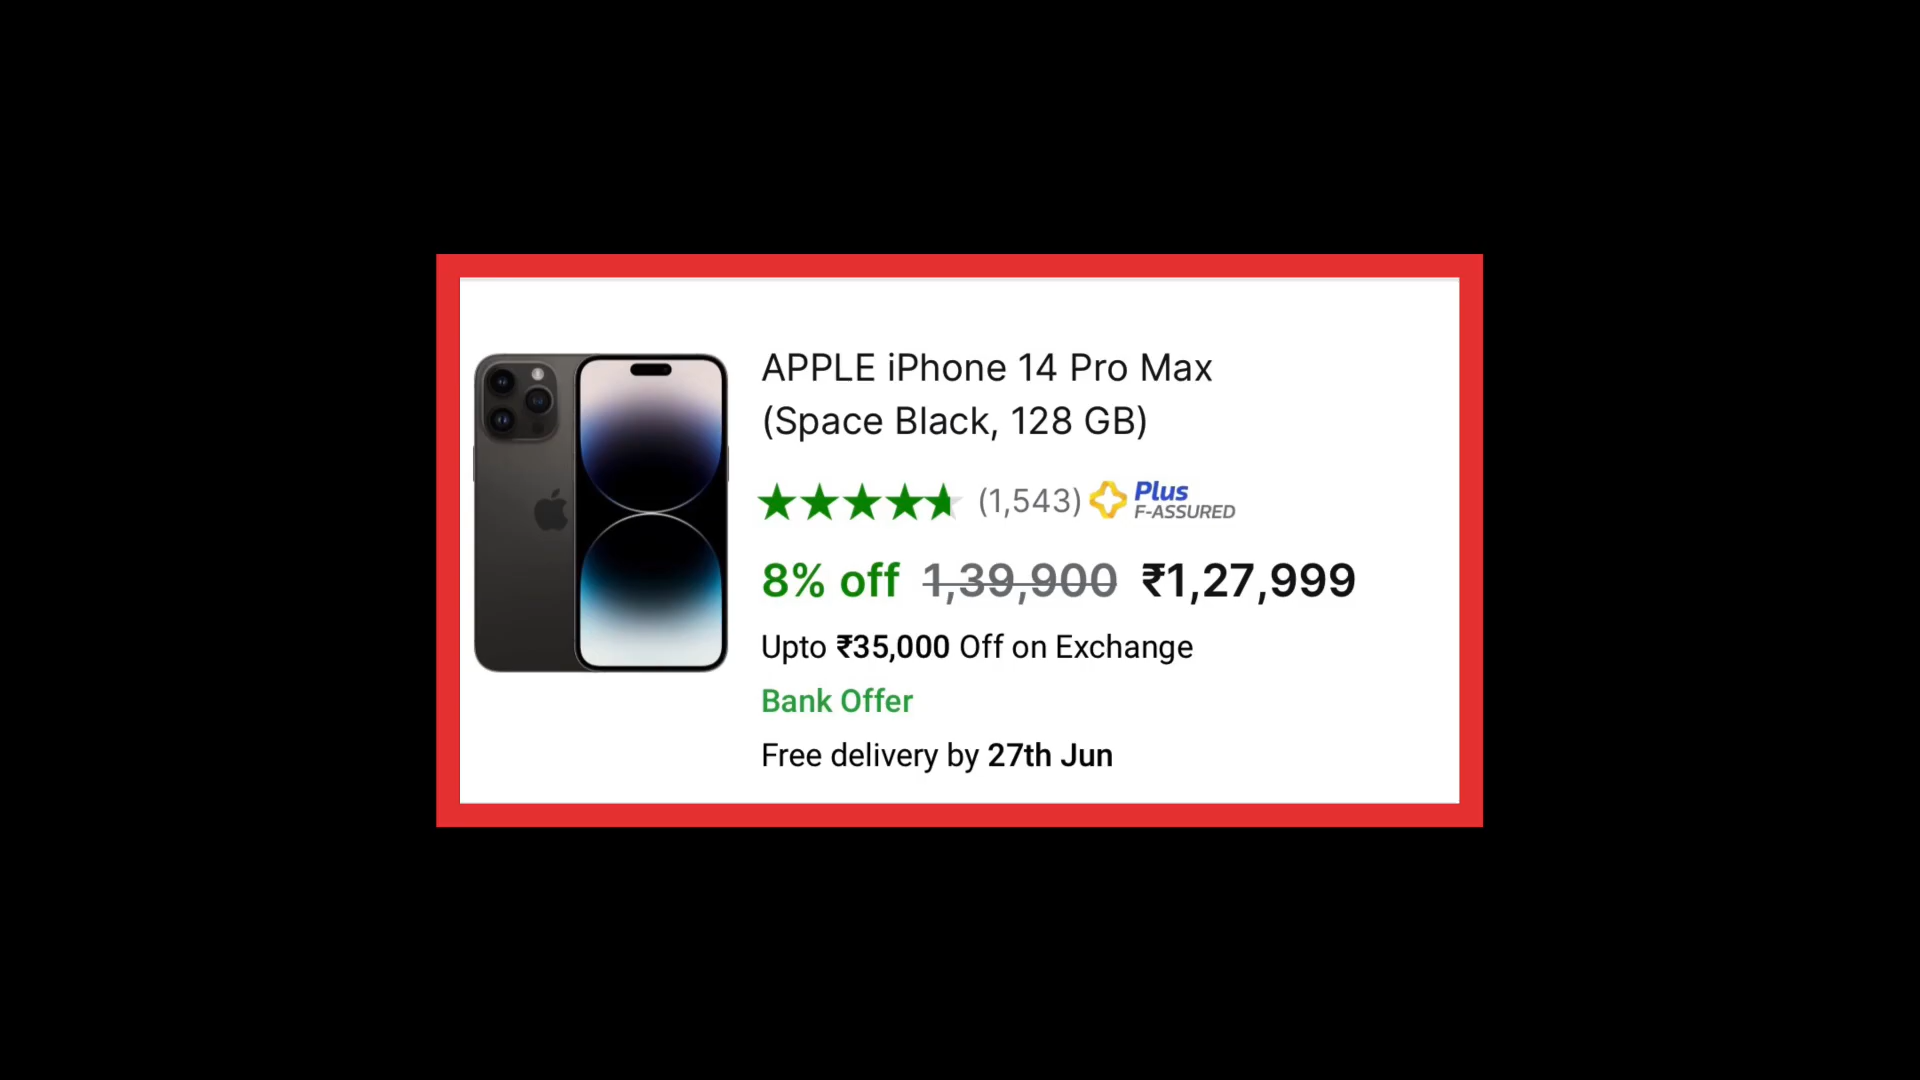 APPLE iPhone 14 Pro Max
(Space Black, 128 GB)
(1,543) Plus
F-ASSURED
8% off 1,39,900 ₹1,27,999
Upto ₹35,000 Off on Exchange
Bank Offer
Free delivery by 27th Jun